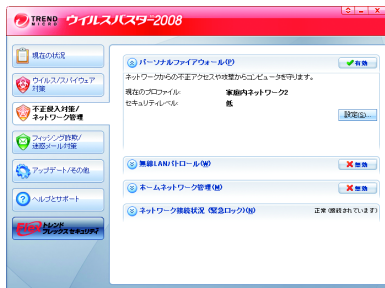 TREND MICRO ウイルスバスター2008
現在の状況
ウイルス/スパイウェア
対策
不正侵入対策/
ネットワーク管理
フィッシング詐欺/
迷惑メール対策
アップデート/その他
ヘルプとサポート
トレンド
フレックス セキュリティ
パーソナルファイアウォール(P)
有効
ネットワークからの不正アクセスや攻撃からコンピュータを守ります。
現在のプロファイル: 家庭内ネットワーク2
セキュリティレベル: 低
設定(S)...
無線LANパトロール(W)
無効
ホームネットワーク管理(M)
無効
ネットワーク接続状況 (緊急ロック)(N)
正常 (接続されています)